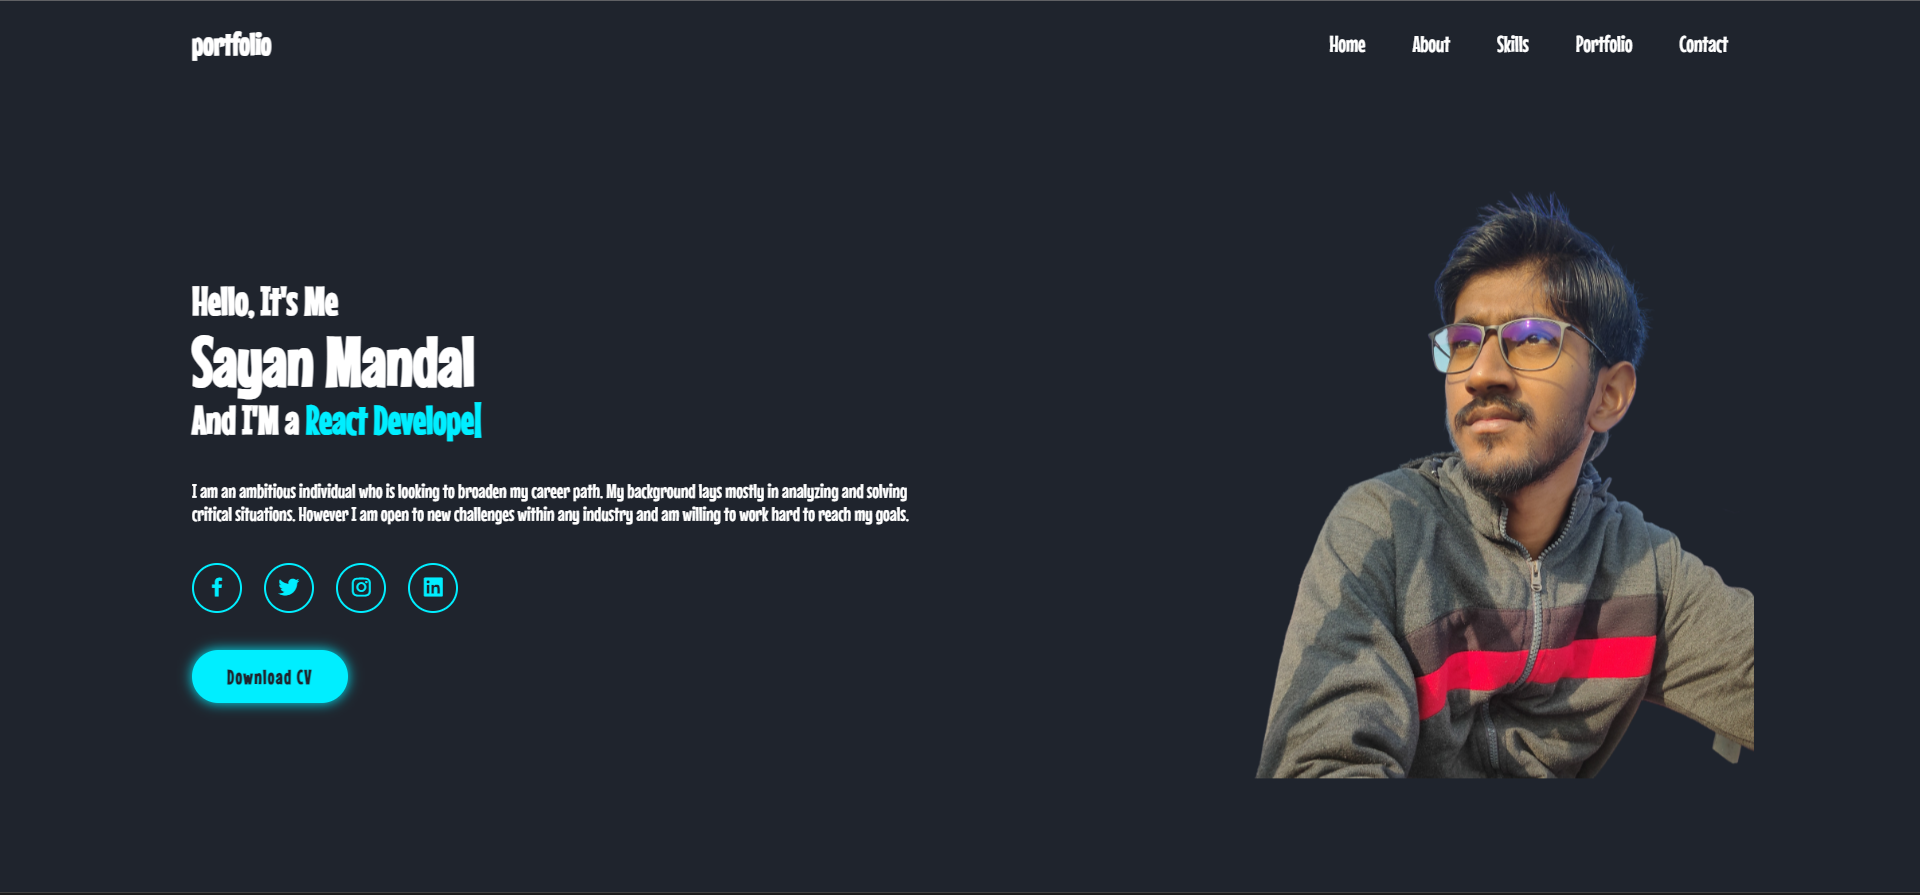 portfolio
Home About Skills Portfolio Contact
Hello, It's Me
Sayan Mandal
And I'M a React Develope|
I am an ambitious individual who is looking to broaden my career path. My background lays mostly in analyzing and solving
critical situations. However I am open to new challenges within any industry and am willing to work hard to reach my goals.
Download CV